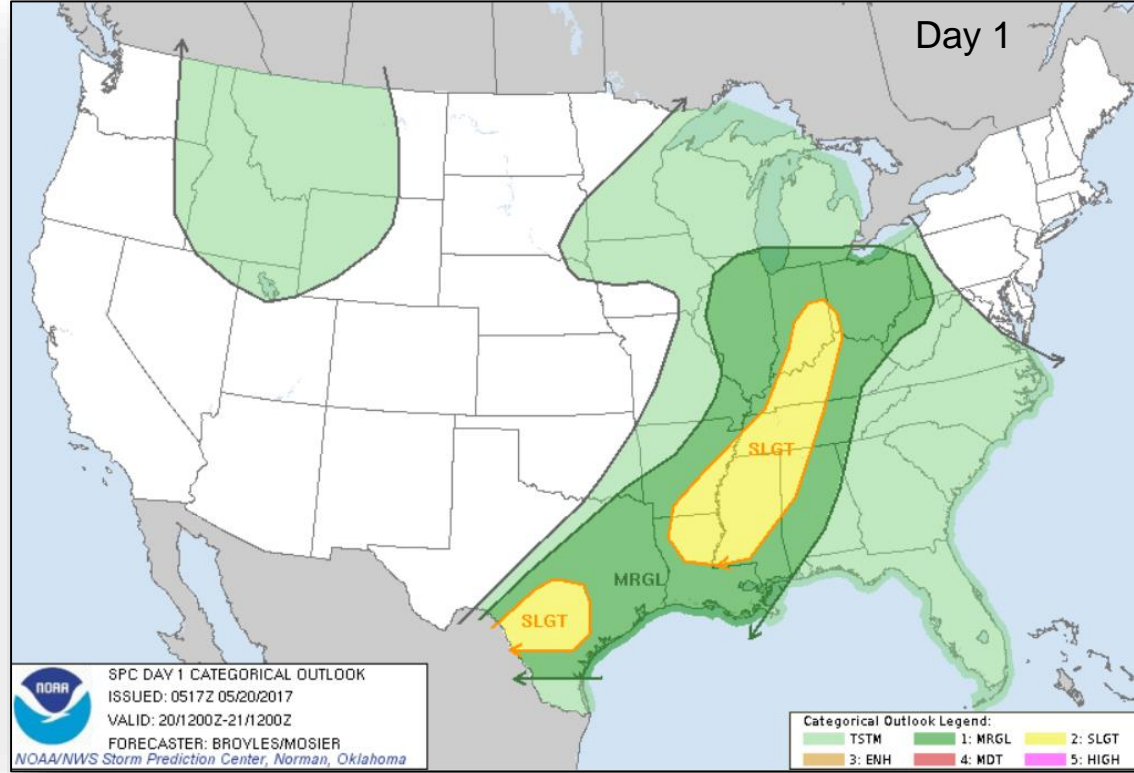 Day 1
SLGT
MRGL
SLGT
NOAA
SPC DAY 1 CATEGORICAL OUTLOOK
ISSUED: 0517Z 05/20/2017
VALID: 20/1200Z-21/1200Z
FORECASTER: BROYLES/MOSIER
NOAA/NWS Storm Prediction Center, Norman, Oklahoma
Categorical Outlook Legend:
TSTM 1: MRGL 2: SLGT
3: ENH 4: MDT 5: HIGH